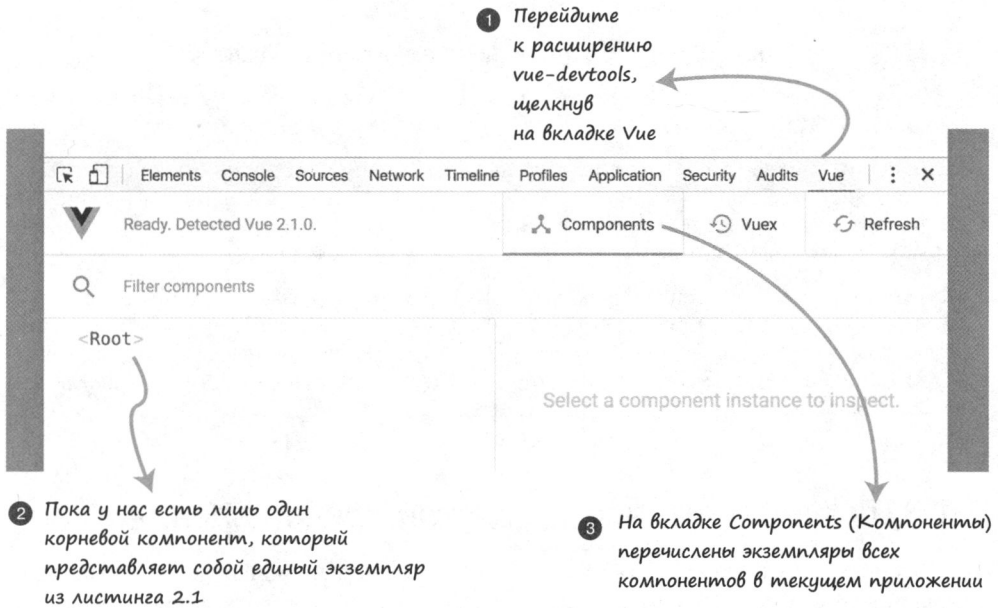 1 Перейдите
к расширению
vue-devtools,
щелкнув
на вкладке Vue
Elements Console Sources Network Timeline Profiles Application Security Audits Vue
Ready. Detected Vue 2.1.0.
Components
Vuex
Refresh
Filter components
<Root>
Select a component instance to inspect.
2 Пока у нас есть лишь один
корневой компонент, который
представляет собой единый экземпляр
из листинга 2.1
3 На вкладке Components (Компоненты)
перечислены экземпляры всех
компонентов в текущем приложении